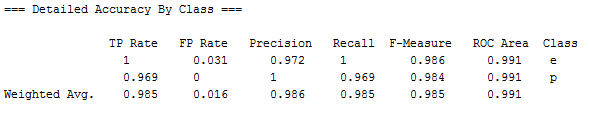 === Detailed Accuracy By Class ===
TP Rate FP Rate Precision Recall F-Measure ROC Area Class
1 0.031 0.972 1 0.986 0.991 e
0.969 0 1 0.969 0.984 0.991 p
Weighted Avg. 0.985 0.016 0.986 0.985 0.985 0.991